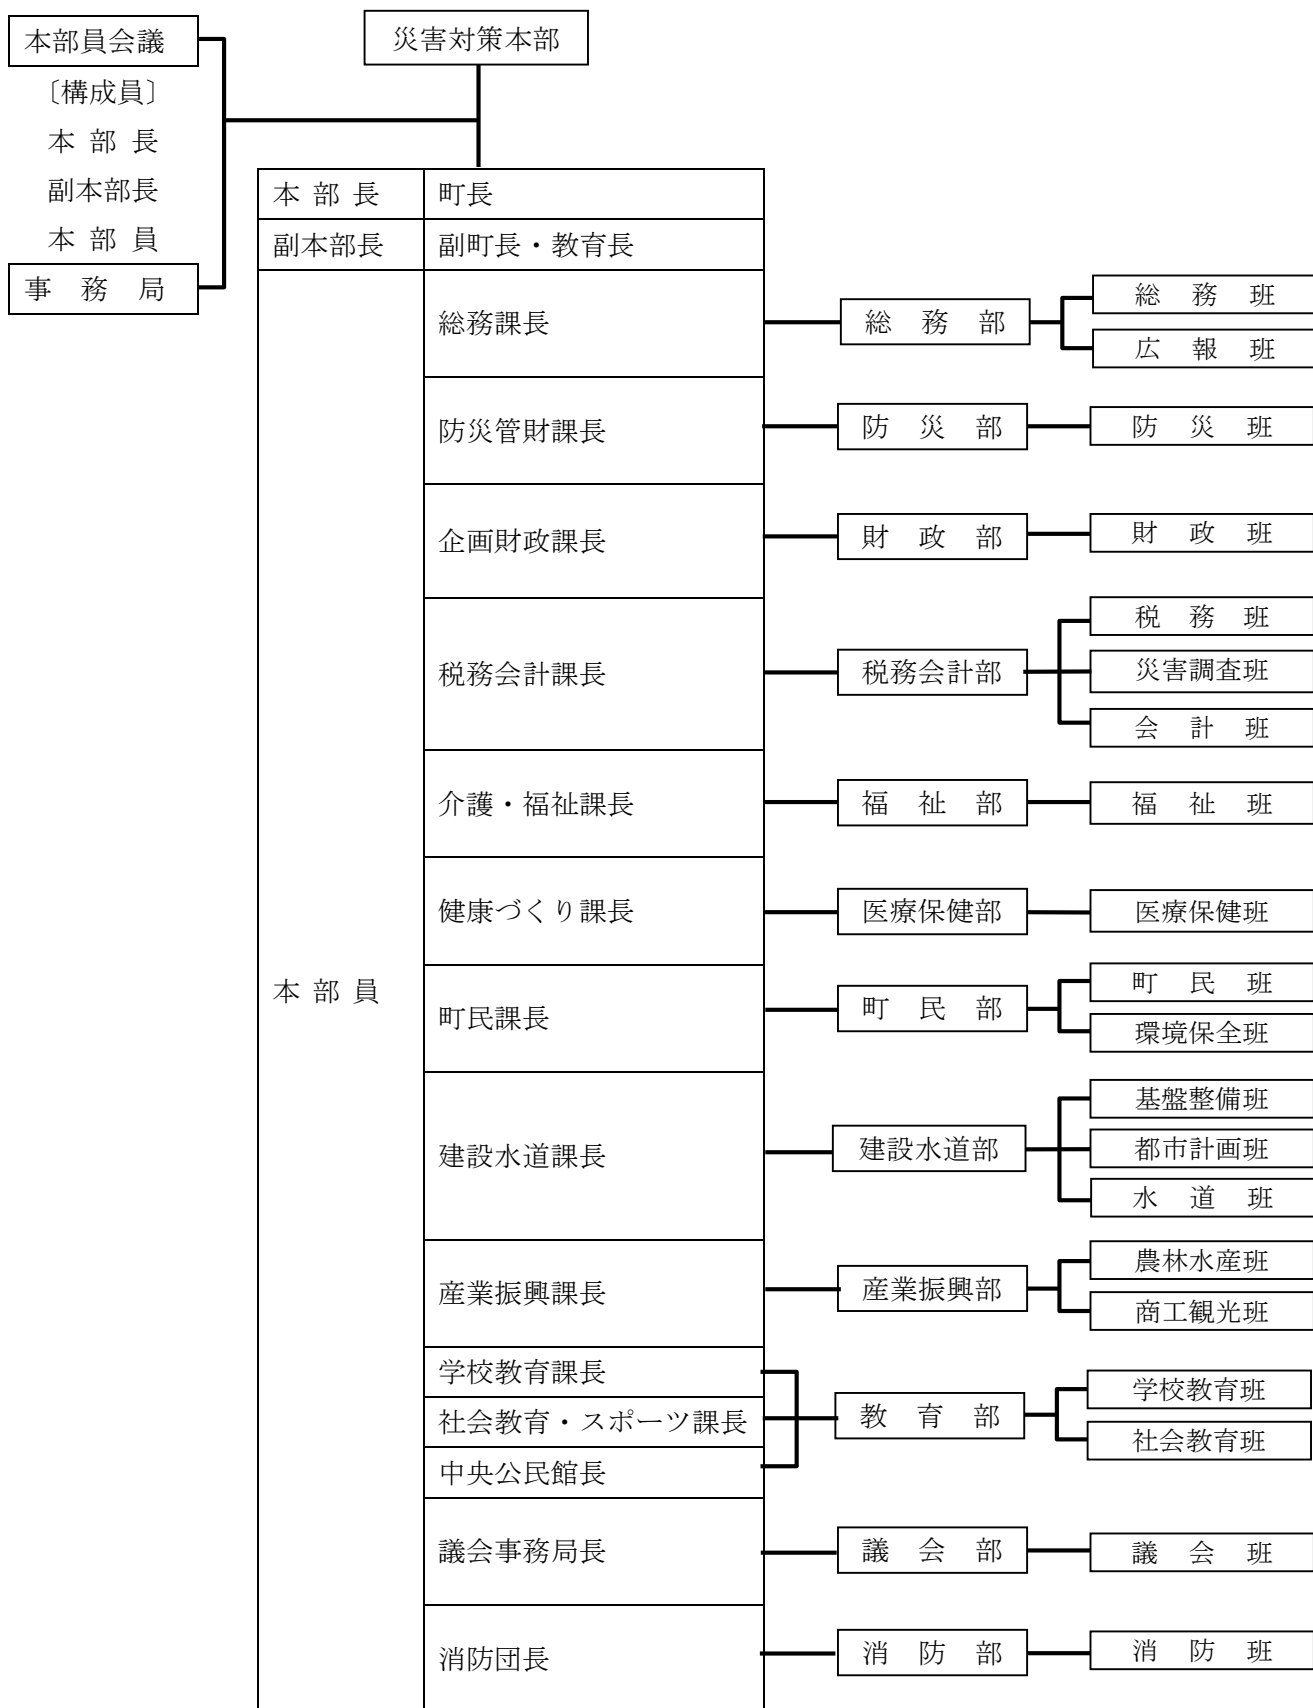 本部員会議
〔構成員〕
本部長
副本部長
本部員
事務局
災害対策本部
本部長 町長
副本部長 副町長・教育長
本部員
総務課長 総務部 総務班
広報班
防災管財課長 防災部 防災班
企画財政課長 財政部 財政班
税務会計課長 税務会計部 税務班
災害調査班
会計班
介護・福祉課長 福祉部 福祉班
健康づくり課長 医療保健部 医療保健班
町民課長 町民部 町民班
環境保全班
建設水道課長 建設水道部 基盤整備班
都市計画班
水道班
産業振興課長 産業振興部 農林水産班
商工観光班
学校教育課長
社会教育・スポーツ課長
中央公民館長
教育部 学校教育班
社会教育班
議会事務局長 議会部 議会班
消防団長 消防部 消防班